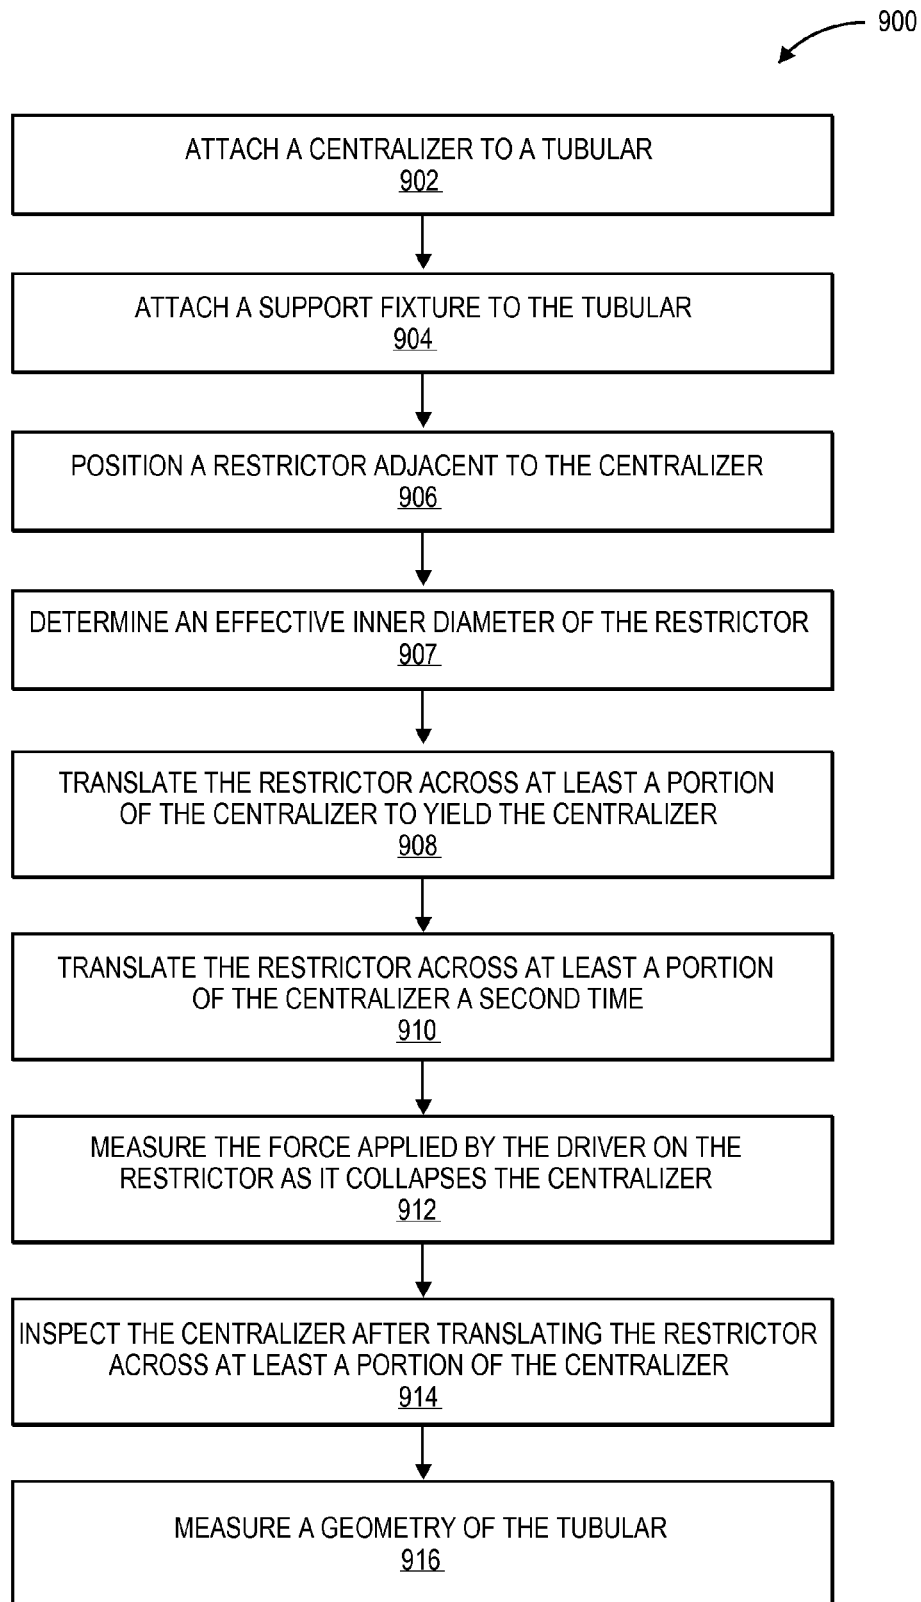 900
ATTACH A CENTRALIZER TO A TUBULAR
902
ATTACH A SUPPORT FIXTURE TO THE TUBULAR
904
POSITION A RESTRICTOR ADJACENT TO THE CENTRALIZER
906
DETERMINE AN EFFECTIVE INNER DIAMETER OF THE RESTRICTOR
907
TRANSLATE THE RESTRICTOR ACROSS AT LEAST A PORTION
OF THE CENTRALIZER TO YIELD THE CENTRALIZER
908
TRANSLATE THE RESTRICTOR ACROSS AT LEAST A PORTION
OF THE CENTRALIZER A SECOND TIME
910
MEASURE THE FORCE APPLIED BY THE DRIVER ON THE
RESTRICTOR AS IT COLLAPSES THE CENTRALIZER
912
INSPECT THE CENTRALIZER AFTER TRANSLATING THE RESTRICTOR
ACROSS AT LEAST A PORTION OF THE CENTRALIZER
914
MEASURE A GEOMETRY OF THE TUBULAR
916